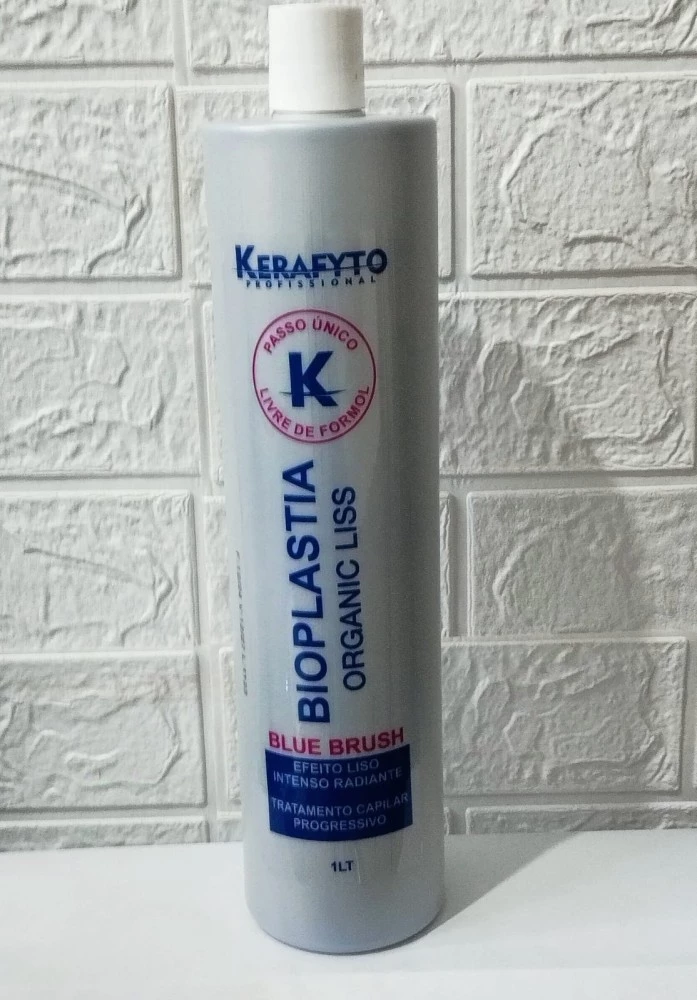 KERAFYTO
PROFISSIONAL
PASSO ÚNICO
K
LIVRE DE FORMOL
BIOPLASTIA
ORGANIC LISS
BLUE BRUSH
EFEITO LISO
INTENSO RADIANTE
TRATAMENTO CAPILAR
PROGRESSIVO
1LT